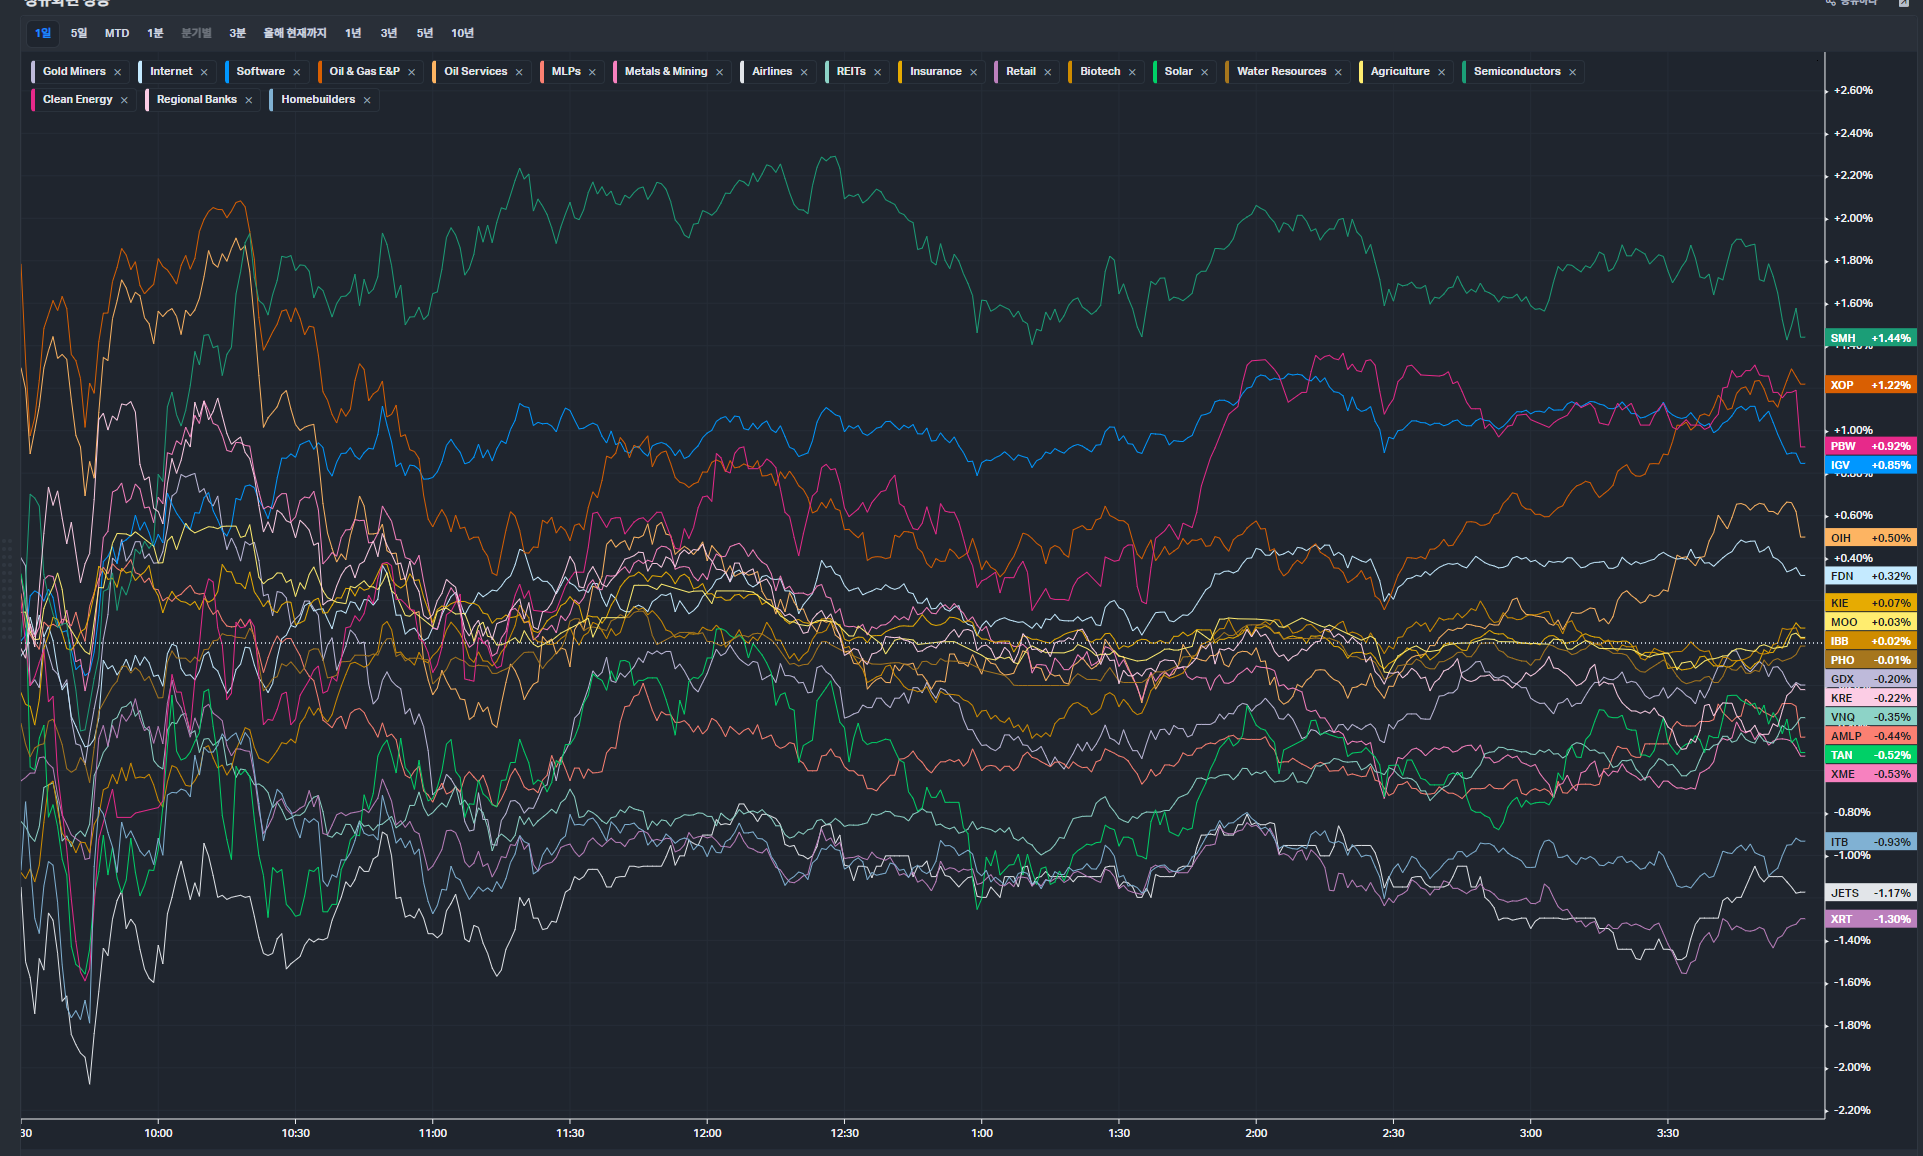 1일 5일 MTD 1분 분기별 3분 올해 현재까지 1년 3년 5년 10년
Gold Miners × Internet × Software × Oil & Gas E&P × Oil Services × MLPs × Metals & Mining × Airlines × REITs × Insurance × Retail × Biotech × Solar × Water Resources × Agriculture × Semiconductors ×
Clean Energy × Regional Banks × Homebuilders ×
+2.60%
+2.40%
+2.20%
+2.00%
+1.80%
+1.60%
SMH +1.44%
XOP +1.22%
+1.00%
PBW +0.92%
IGV +0.85%
+0.60%
OIH +0.50%
+0.40%
FDN +0.32%
KIE +0.07%
MOO +0.03%
IBB +0.02%
PHO -0.01%
GDX -0.20%
KRE -0.22%
VNQ -0.35%
AMLP -0.44%
TAN -0.52%
XME -0.53%
-0.80%
ITB -0.93%
-1.00%
JETS -1.17%
XRT -1.30%
-1.40%
-1.60%
-1.80%
-2.00%
-2.20%
30 10:00 10:30 11:00 11:30 12:00 12:30 1:00 1:30 2:00 2:30 3:00 3:30